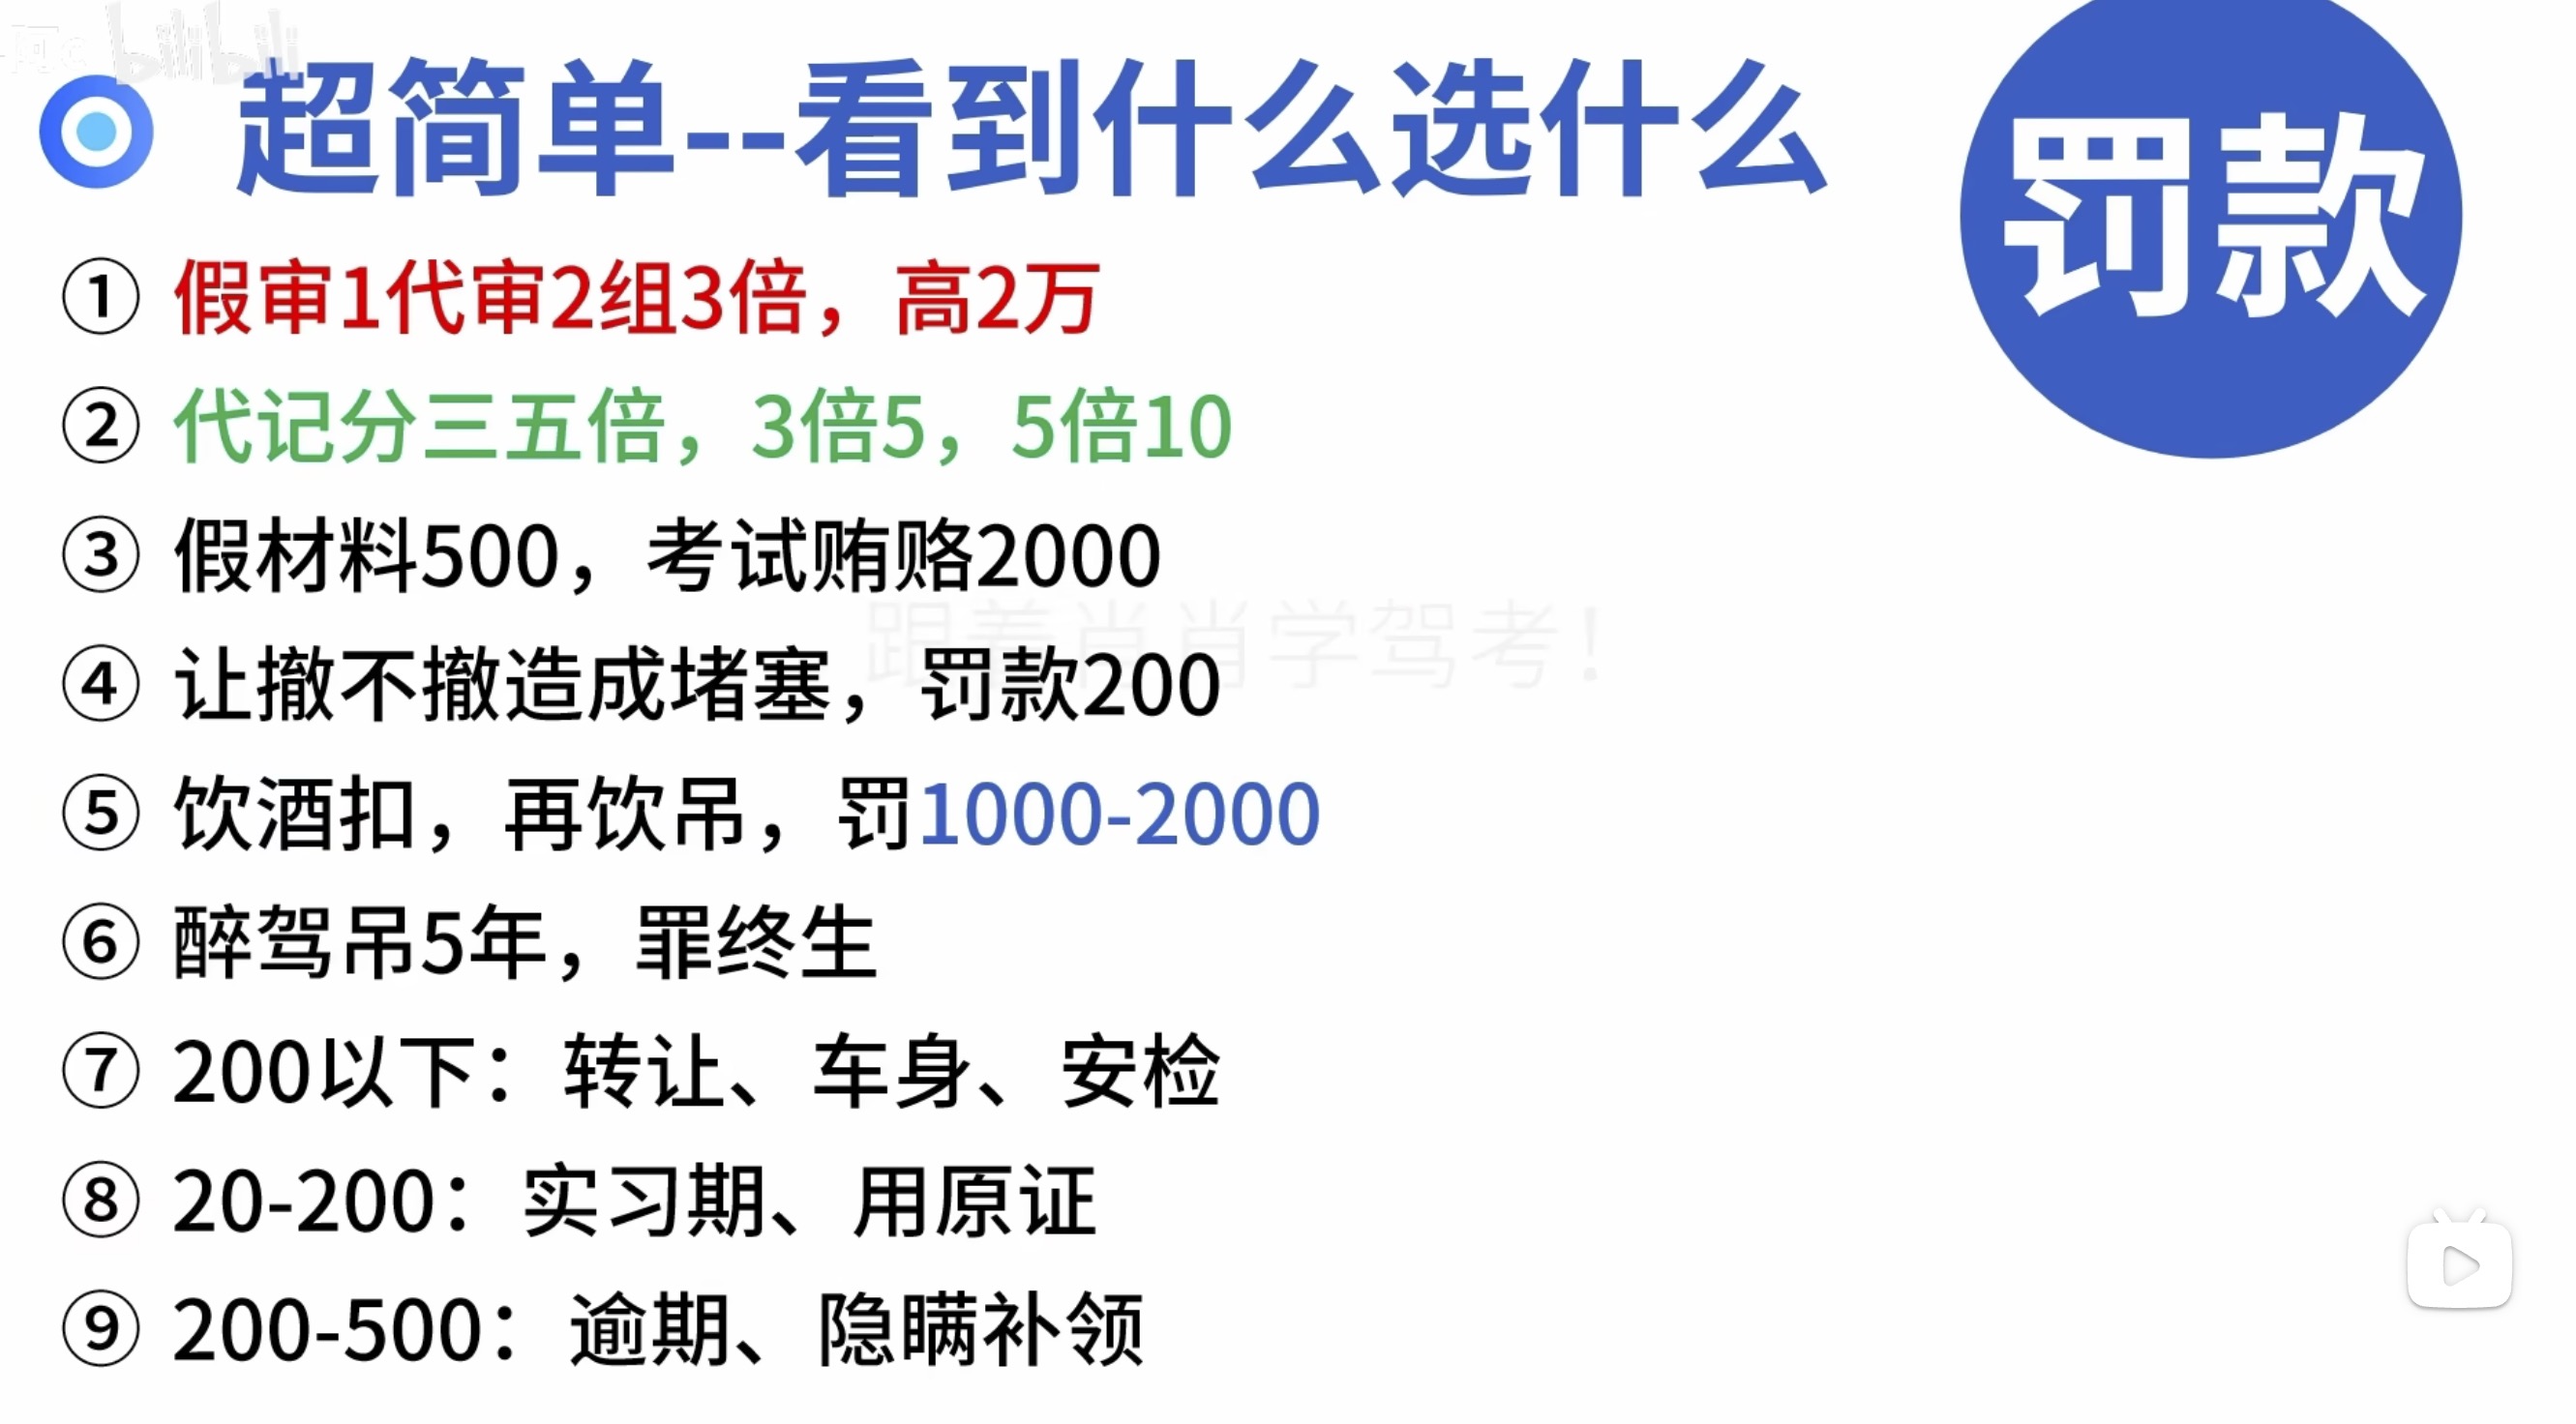 bilibili
超简单--看到什么选什么
罚款
① 假审1代审2组3倍，高2万
② 代记分三五倍，3倍5，5倍10
③ 假材料500，考试贿赂2000
跟着肖肖学驾考！
④ 让撤不撤造成堵塞，罚款200
⑤ 饮酒扣，再饮吊，罚1000-2000
⑥ 醉驾吊5年，罪终生
⑦ 200以下：转让、车身、安检
⑧ 20-200：实习期、用原证
⑨ 200-500：逾期、隐瞒补领